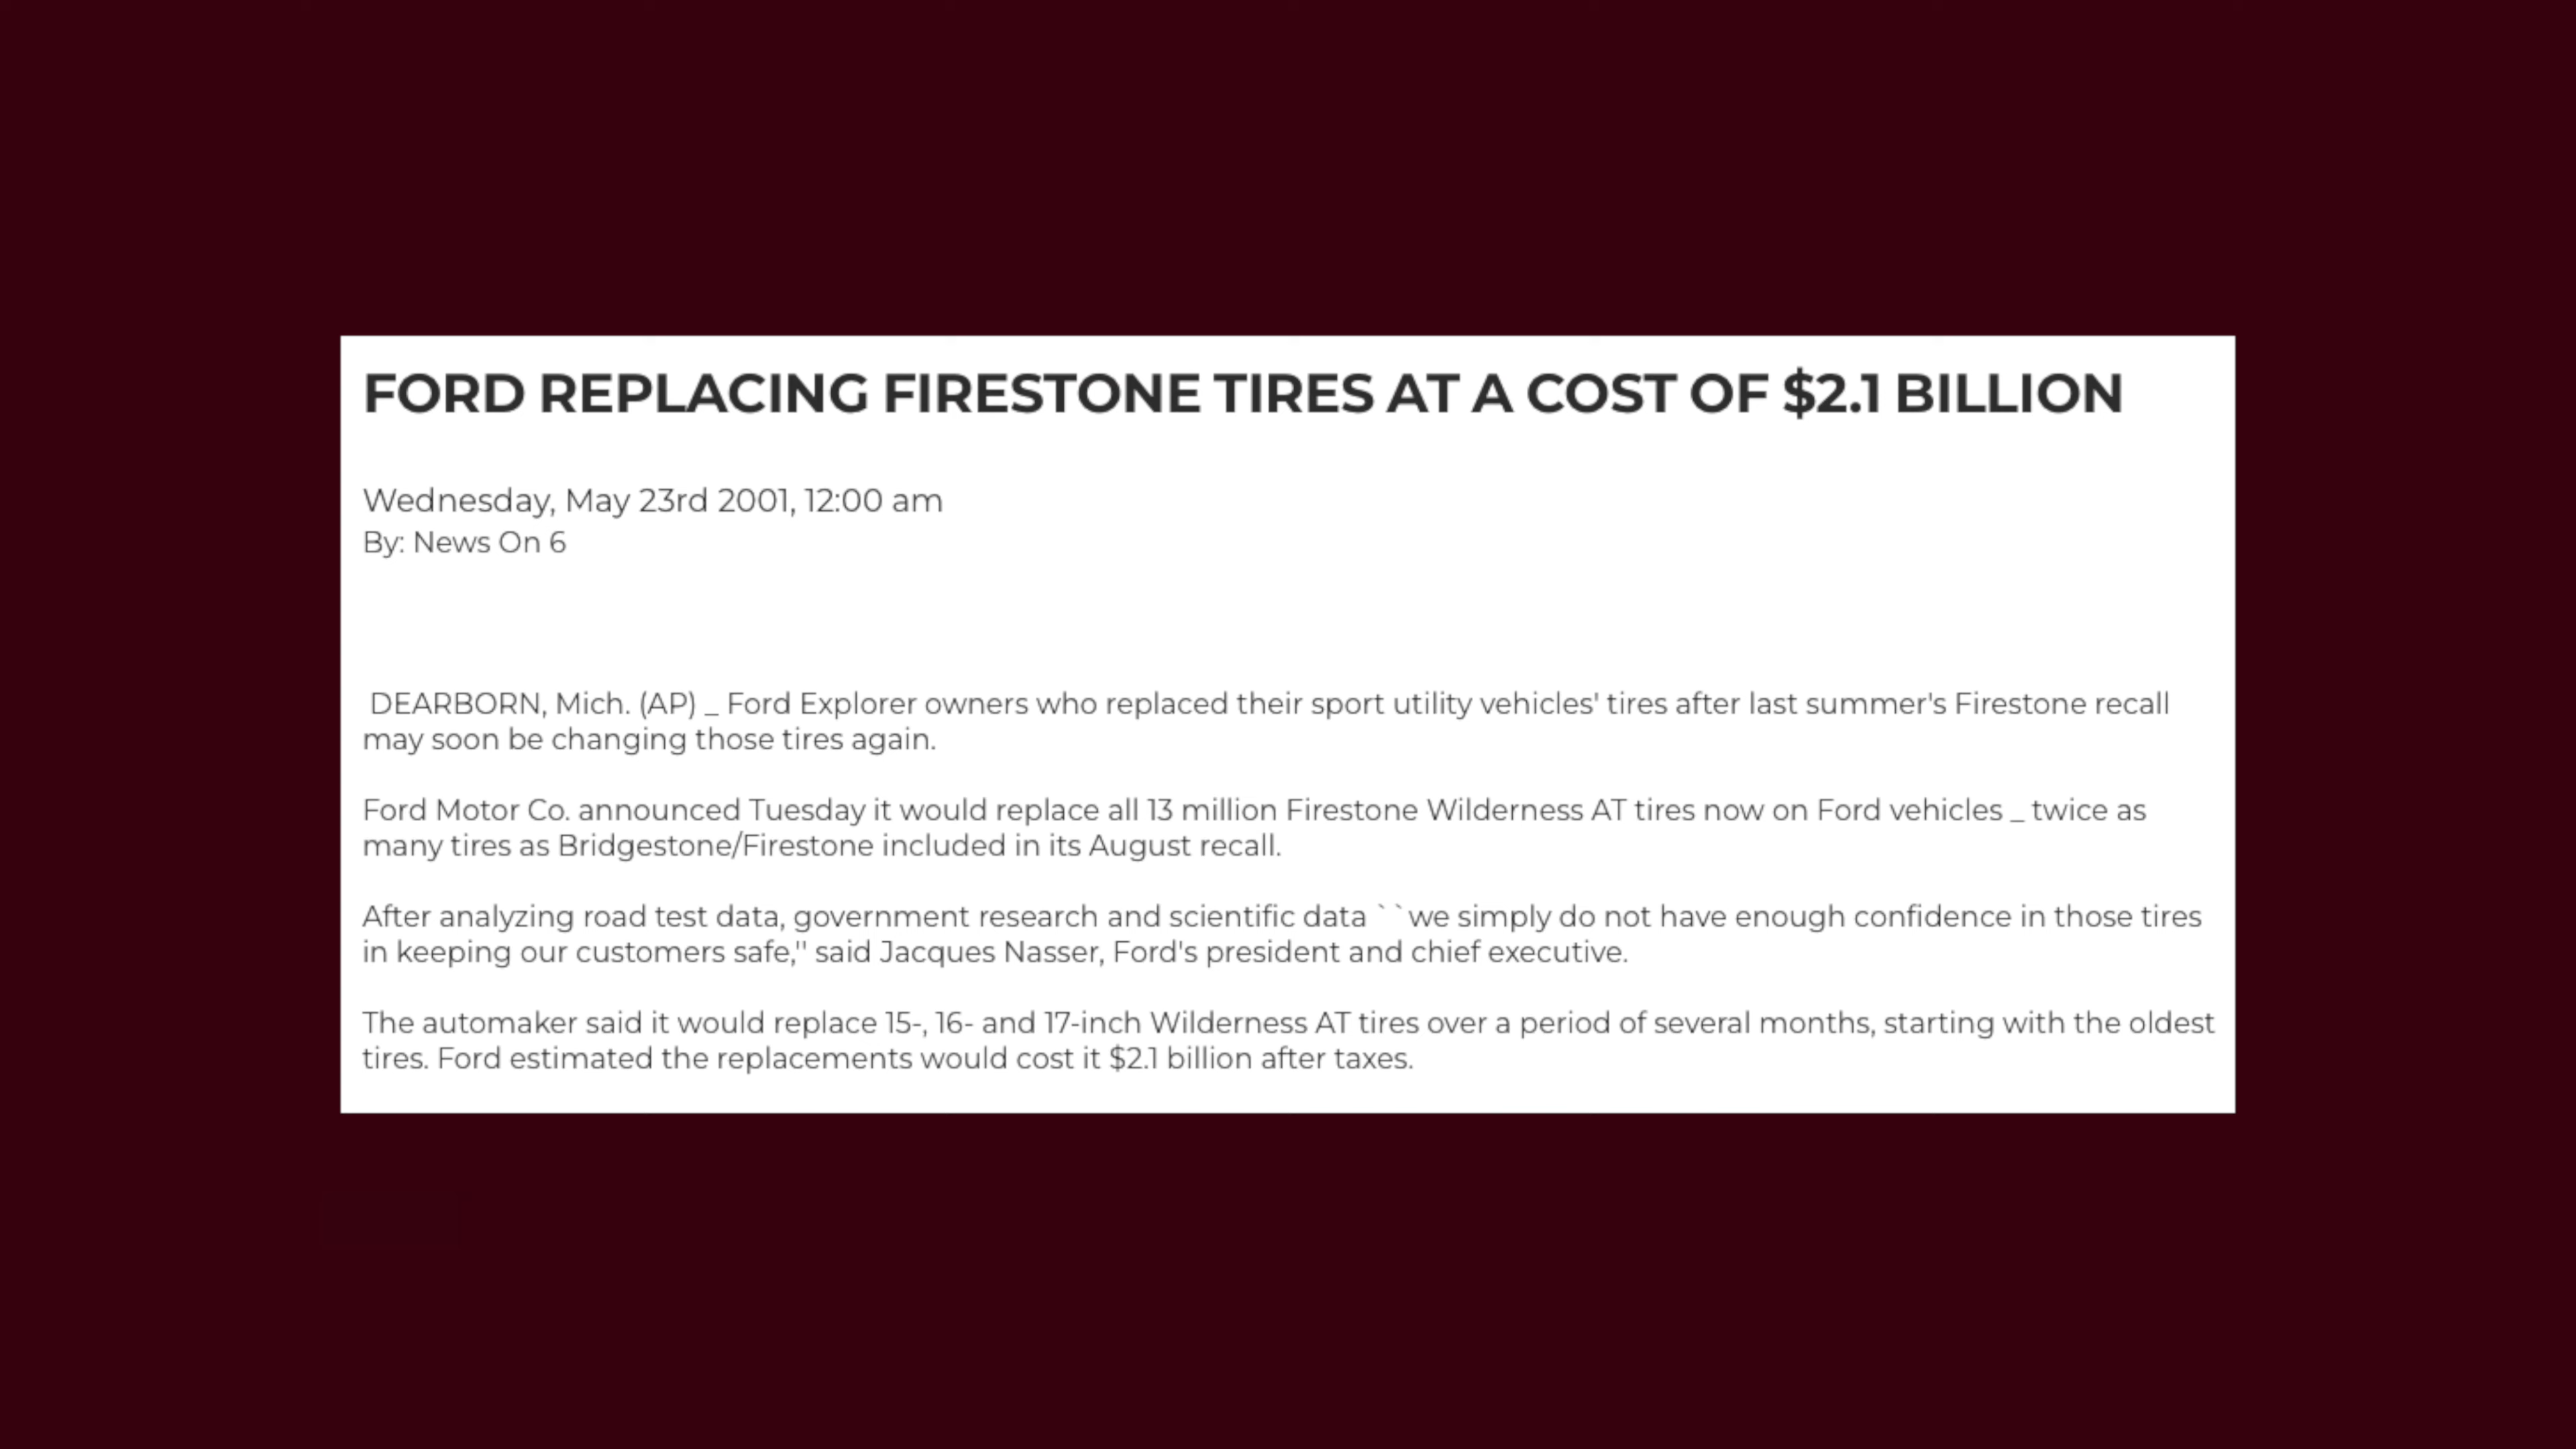 FORD REPLACING FIRESTONE TIRES AT A COST OF $2.1 BILLION
Wednesday, May 23rd 2001, 12:00 am
By: News On 6
DEARBORN, Mich. (AP) _ Ford Explorer owners who replaced their sport utility vehicles' tires after last summer's Firestone recall
may soon be changing those tires again.
Ford Motor Co. announced Tuesday it would replace all 13 million Firestone Wilderness AT tires now on Ford vehicles _ twice as
many tires as Bridgestone/Firestone included in its August recall.
After analyzing road test data, government research and scientific data ``we simply do not have enough confidence in those tires
in keeping our customers safe,'' said Jacques Nasser, Ford's president and chief executive.
The automaker said it would replace 15-, 16- and 17-inch Wilderness AT tires over a period of several months, starting with the oldest
tires. Ford estimated the replacements would cost it $2.1 billion after taxes.